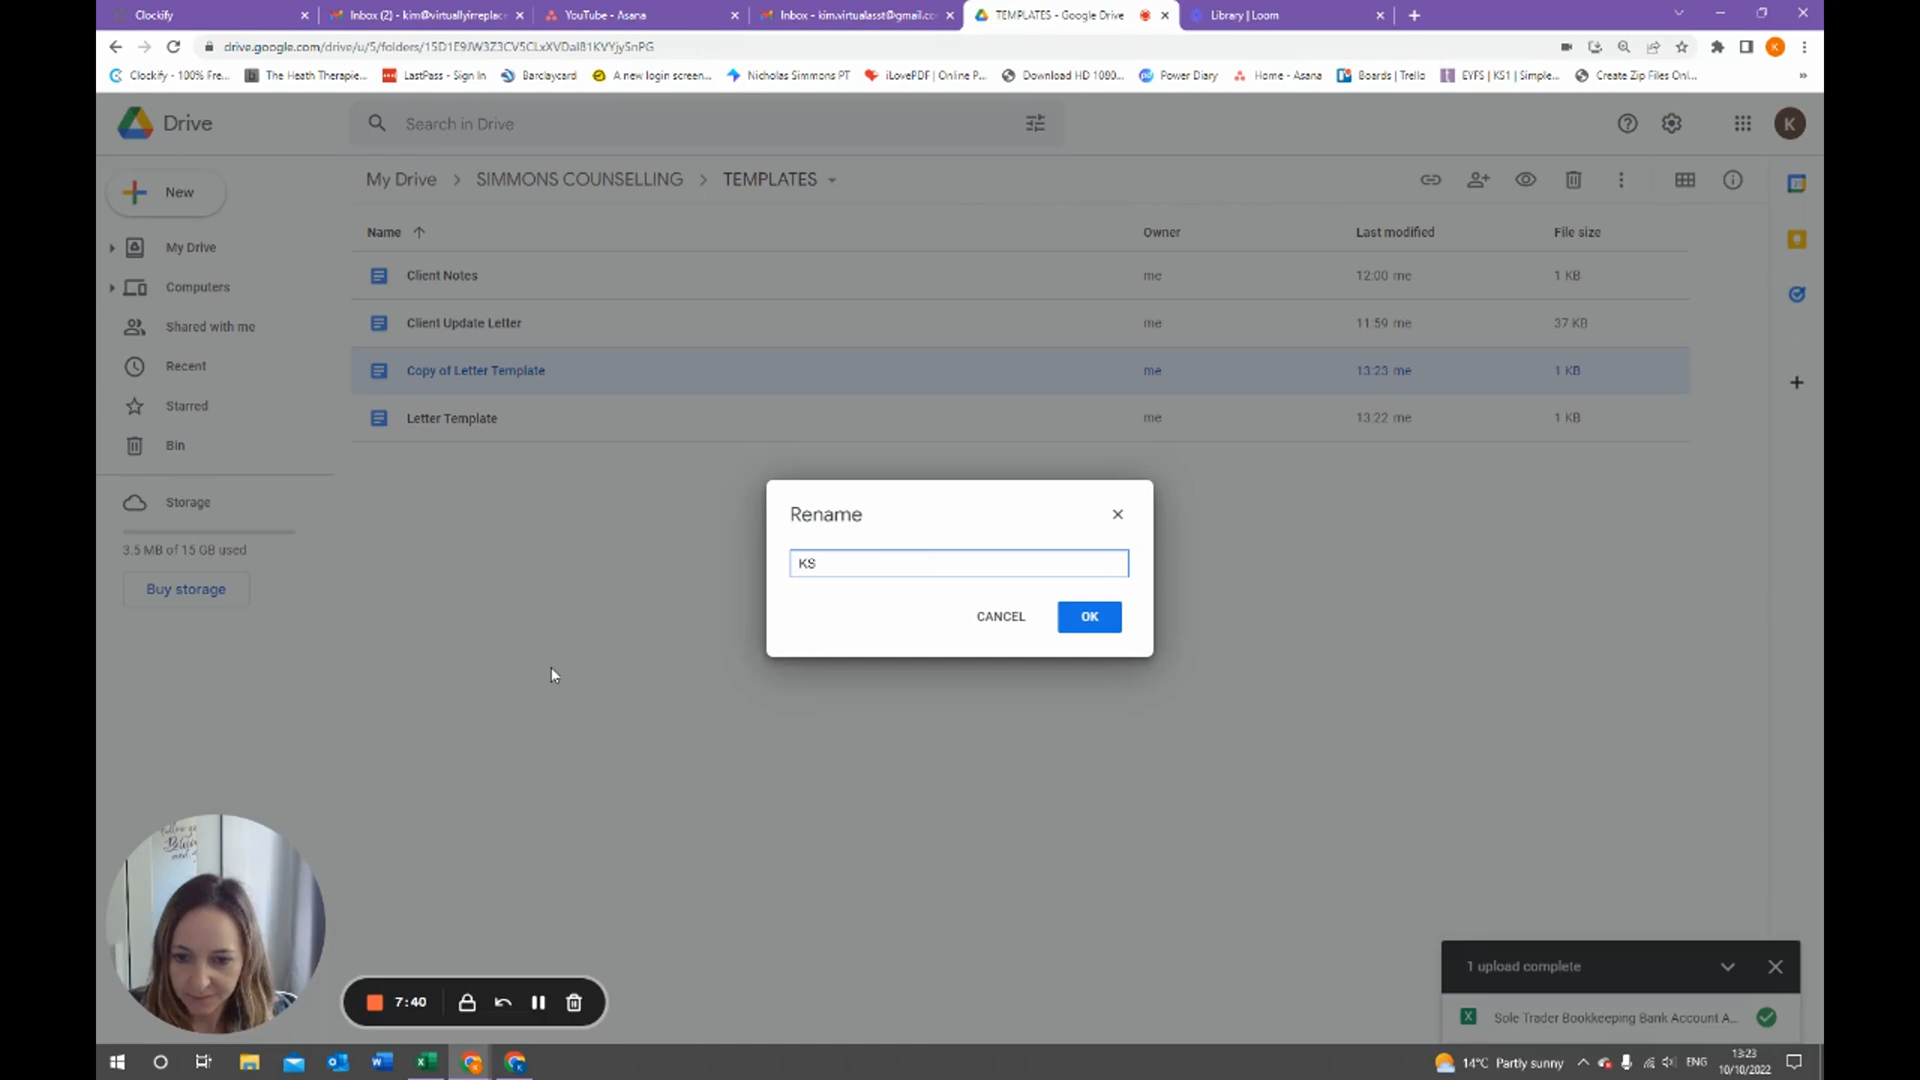 Clockify
Inbox (2) - kim@virtuallyirreplace
YouTube - Asana
Inbox - kim.virtualasst@gmail.co
TEMPLATES - Google Drive
Library | Loom
drive.google.com/drive/u/5/folders/15D1E9JW3Z3CV5CLxXVDal81KVYjySnPG
Clockify - 100% Fre...
The Heath Therapie...
LastPass - Sign In
Barclaycard
A new login screen...
Nicholas Simmons PT
iLovePDF | Online P...
Download HD 1080...
Power Diary
Home - Asana
Boards | Trello
EYFS | KS1 | Simple...
Create Zip Files Onl...
»
Drive
Search in Drive
K
New
My Drive
Computers
Shared with me
Recent
Starred
Bin
Storage
3.5 MB of 15 GB used
Buy storage
My Drive > SIMMONS COUNSELLING > TEMPLATES
Name Owner Last modified File size
Client Notes me 12:00 me 1 KB
Client Update Letter me 11:59 me 37 KB
Copy of Letter Template me 13:23 me 1 KB
Letter Template me 13:22 me 1 KB
Rename
KS
CANCEL OK
7:40
1 upload complete
Sole Trader Bookkeeping Bank Account A...
14°C Partly sunny
ENG
13:23
10/10/2022